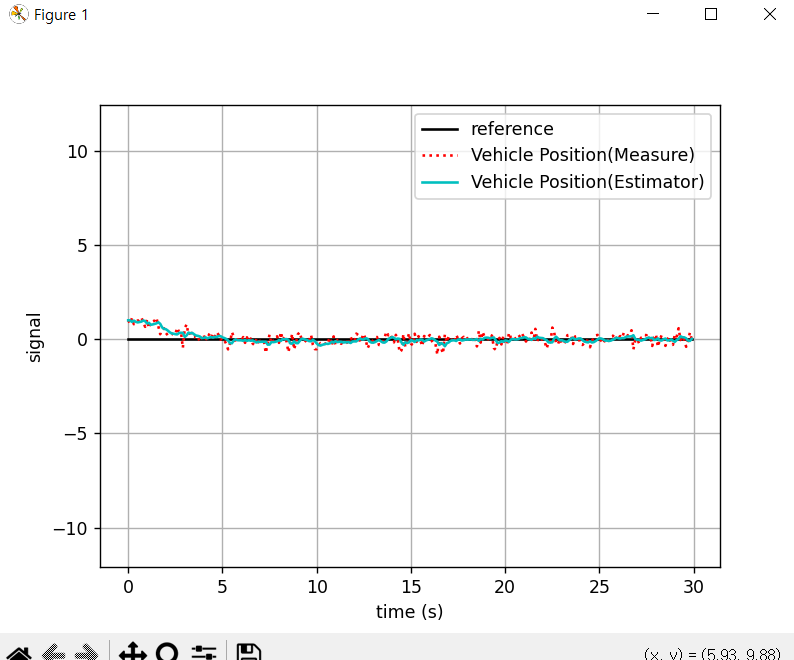 Figure 1
reference
Vehicle Position(Measure)
Vehicle Position(Estimator)
10
5
0
−5
−10
signal
0 5 10 15 20 25 30
time (s)
(x, y) = (5.93, 9.88)